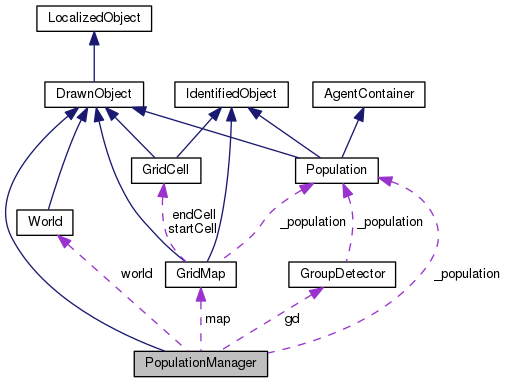 LocalizedObject
DrawnObject
IdentifiedObject
AgentContainer
GridCell
Population
World
endCell
startCell
_population
_population
GridMap
GroupDetector
world
_population
map
gd
PopulationManager